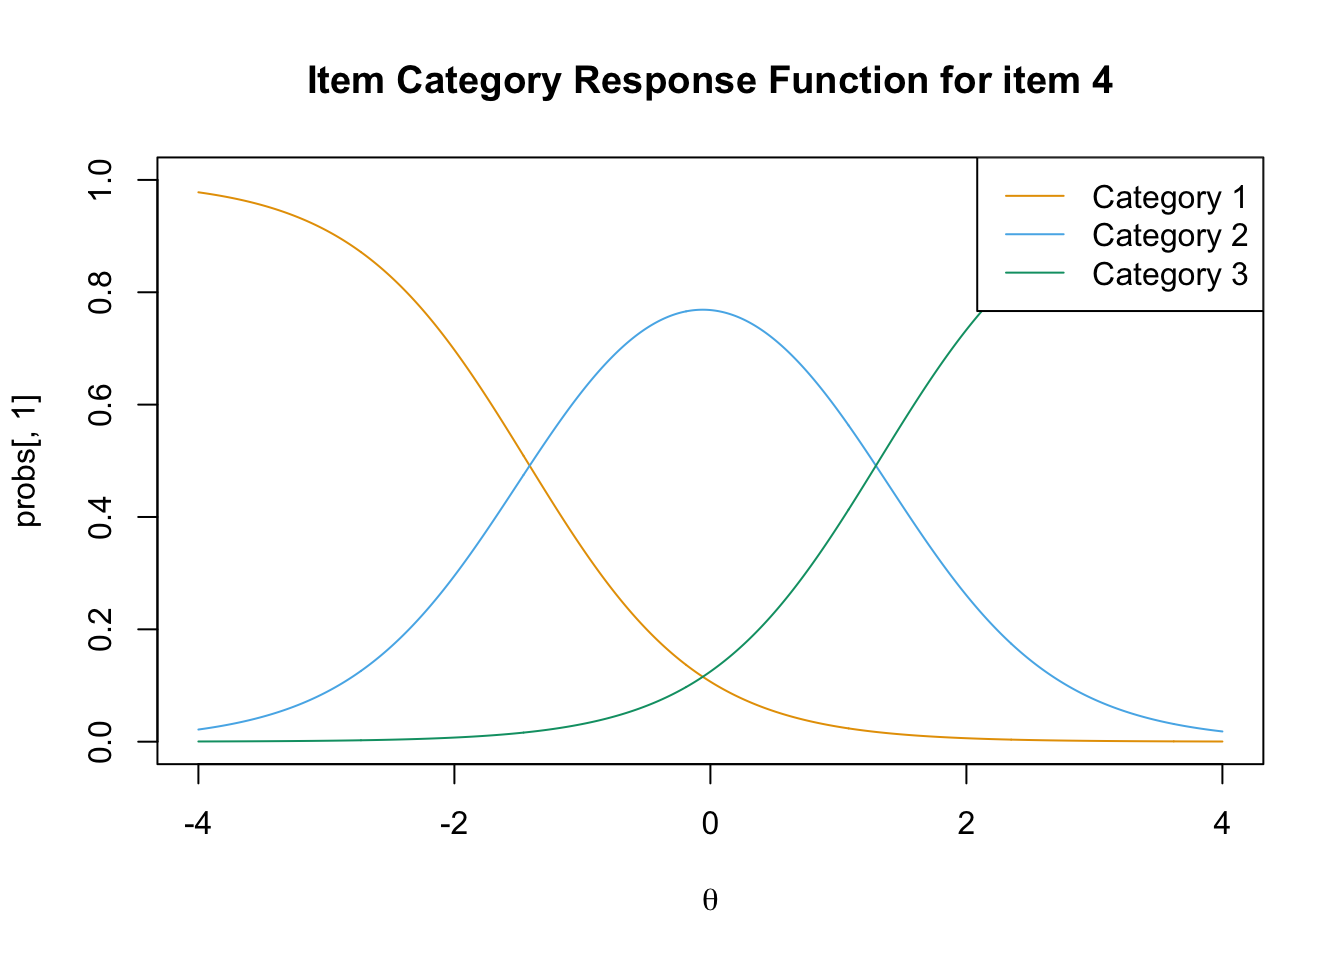 Item Category Response Function for item 4
Category 1
Category 2
Category 3
probs[, 1]
1.0
0.8
0.6
0.4
0.2
0.0
-4 -2 0 2 4
θ